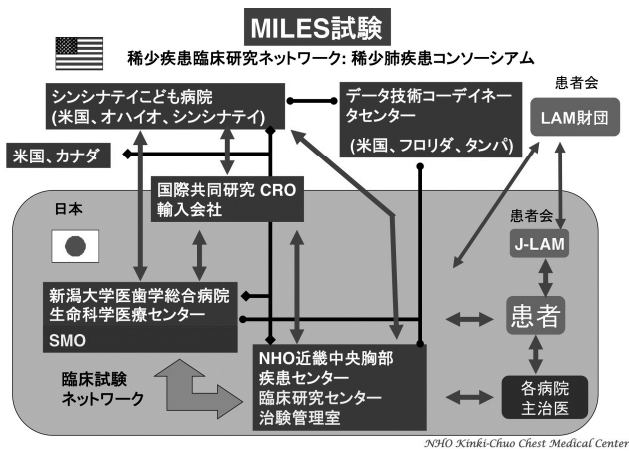 MILES試験
稀少疾患臨床研究ネットワーク: 稀少肺疾患コンソーシアム
シンシナテイこども病院
(米国、オハイオ、シンシナテイ)
データ技術コーデイネー
タセンター
(米国、フロリダ、タンパ)
患者会
LAM財団
米国、カナダ
国際共同研究 CRO
輸入会社
日本
患者会
J-LAM
新潟大学医歯学総合病院
生命科学医療センター
SMO
患者
NHO近畿中央胸部
疾患センター
臨床研究センター
治験管理室
臨床試験
ネットワーク
各病院
主治医
NHO Kinki-Chuo Chest Medical Center